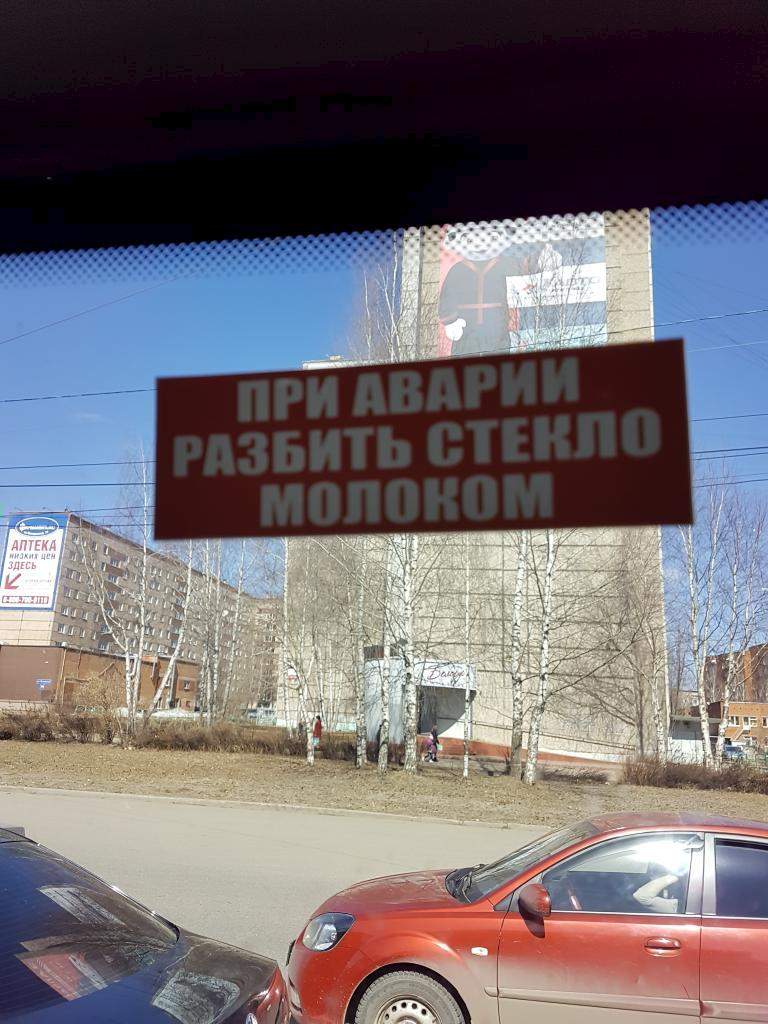 ПРИ АВАРИИ
РАЗБИТЬ СТЕКЛО
МОЛОКОМ
АПТЕКА
НИЗКИХ ЦЕН
ЗДЕСЬ